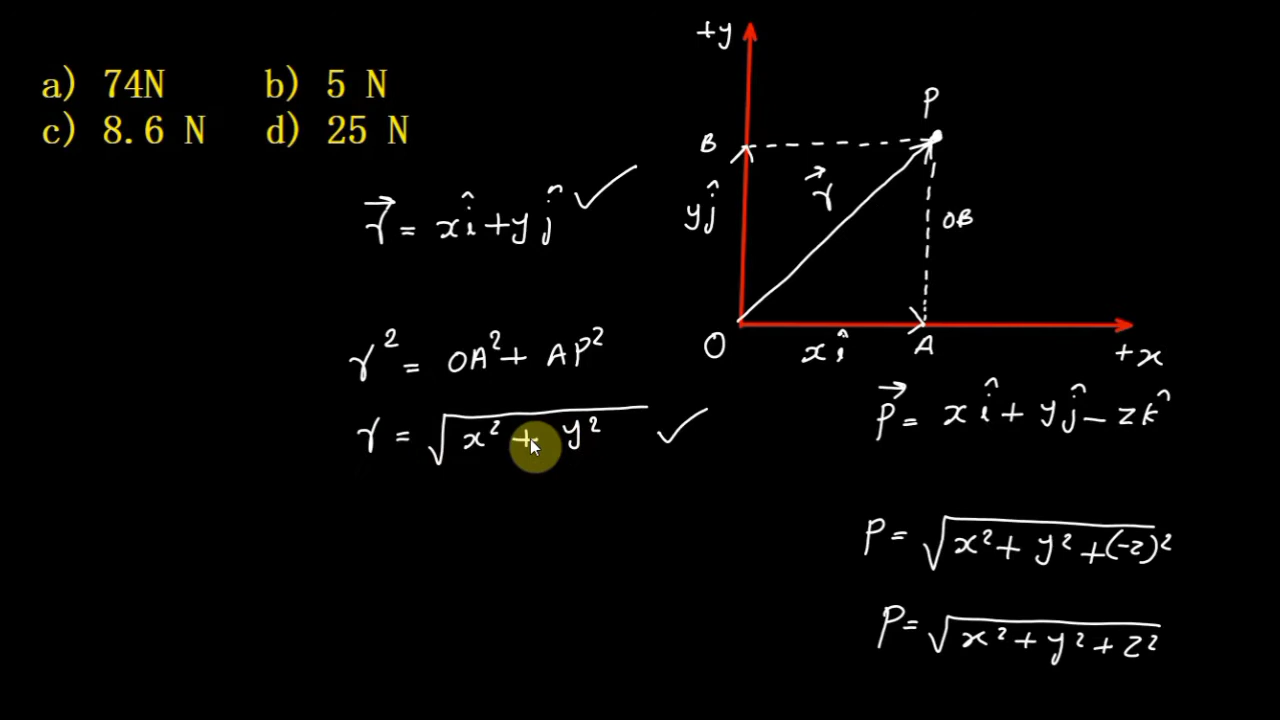 a) 74N b) 5 N
c) 8.6 N d) 25 N
r⃗ = xî + yĵ
r² = OA² + AP²
r = √(x² + y²)
+y
P
B
r⃗
yĵ
OB
O
xî
A
+x
P⃗ = xî + yĵ - zk̂
P = √(x² + y² + (-z)²
P = √(x² + y² + z²)